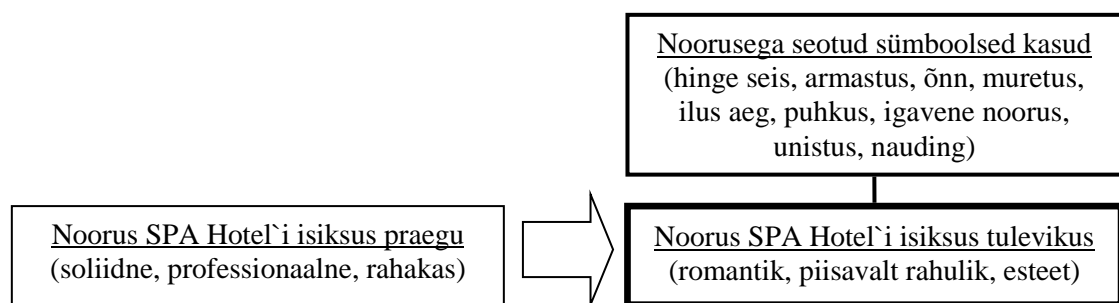 Noorusega seotud sümboolsed kasud
(hinge seis, armastus, õnn, muretus,
ilus aeg, puhkus, igavene noorus,
unistus, nauding)
Noorus SPA Hotel`i isiksus praegu
(soliidne, professionaalne, rahakas)
Noorus SPA Hotel`i isiksus tulevikus
(romantik, piisavalt rahulik, esteet)